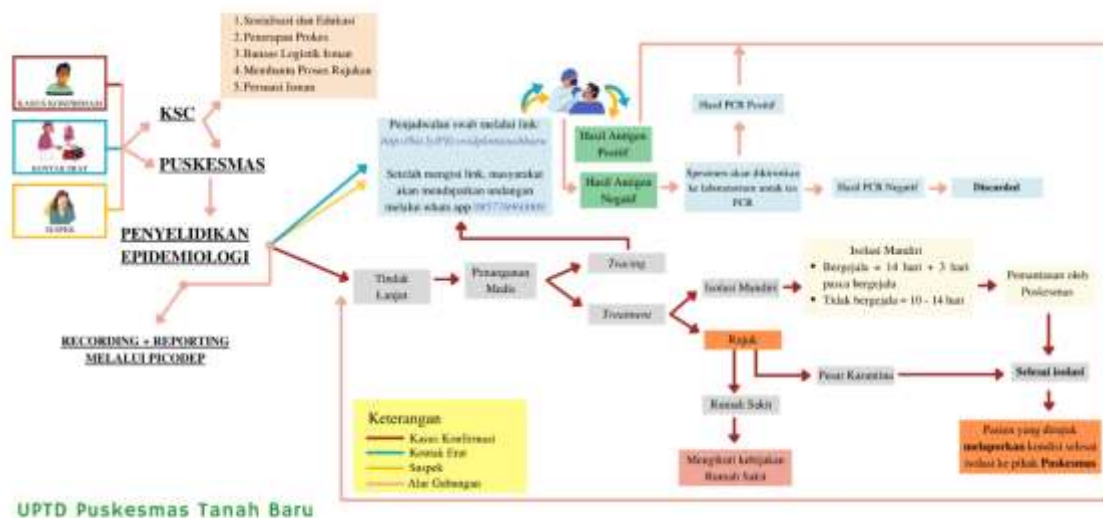 1. Sosialisasi dan Edukasi
2. Penerapan Prokes
3. Bansos Logistik Isoman
4. Membantu Proses Rujukan
5. Persuasi Isoman
KASUS KONFIRMASI
KONTAK ERAT
SUSPEK
KSC
PUSKESMAS
PENYELIDIKAN
EPIDEMIOLOGI
RECORDING + REPORTING
MELALUI PICODEP
Penjadwalan swab melalui link:
Setelah mengisi link, masyarakat
akan mendapatkan undangan
melalui whats app
Hasil Antigen
Positif
Hasil Antigen
Negatif
Hasil PCR Positif
Spesimen akan dikirimkan
ke laboratorium untuk tes
PCR
Hasil PCR Negatif
Discarded
Tindak
Lanjut
Penanganan
Medis
Tracing
Treatment
Isolasi Mandiri
Isolasi Mandiri
• Bergejala = 14 hari + 3 hari
pasca bergejala
• Tidak bergejala = 10 - 14 hari
Pemantauan oleh
Puskesmas
Rujuk
Pusat Karantina
Selesai isolasi
Rumah Sakit
Mengikuti kebijakan
Rumah Sakit
Pasien yang dirujuk
melaporkan kondisi selesai
isolasi ke pihak Puskesmas
Keterangan
Kasus Konfirmasi
Kontak Erat
Suspek
Alur Gabungan
UPTD Puskesmas Tanah Baru